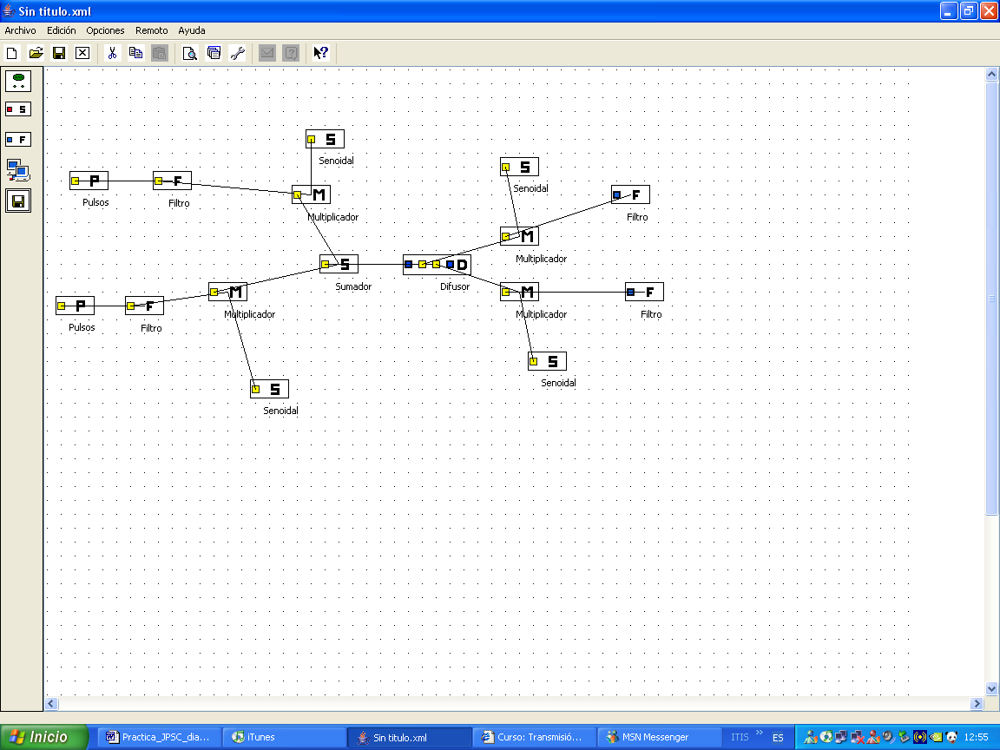 Sin titulo.xml
Archivo Edición Opciones Remoto Ayuda
S
F
S
Senoidal
S
Senoidal
P
Pulsos
F
Filtro
M
Multiplicador
F
Filtro
M
Multiplicador
S
Sumador
D
Difusor
P
Pulsos
F
Filtro
M
Multiplicador
M
Multiplicador
F
Filtro
S
Senoidal
S
Senoidal
Inicio Practica_JPSC_dia... iTunes Sin titulo.xml Curso: Transmisió... MSN Messenger ITIS » ES 12:55